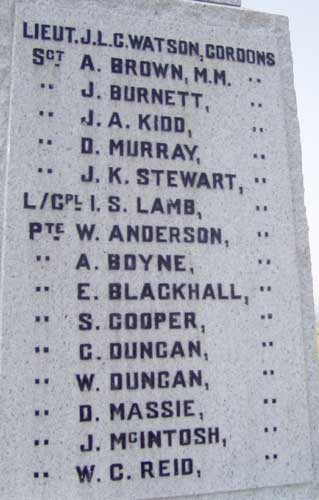 LIEUT. J.L.G. WATSON, GORDONS
SGT A. BROWN, M.M. "
" J. BURNETT, "
" J. A. KIDD, "
" D. MURRAY, "
" J. K. STEWART, "
L/CPL I. S. LAMB, "
PTE W. ANDERSON, "
" A. BOYNE, "
" E. BLACKHALL, "
" S. COOPER, "
" G. DUNCAN, "
" W. DUNCAN, "
" D. MASSIE, "
" J. McINTOSH, "
" W. C. REID, "